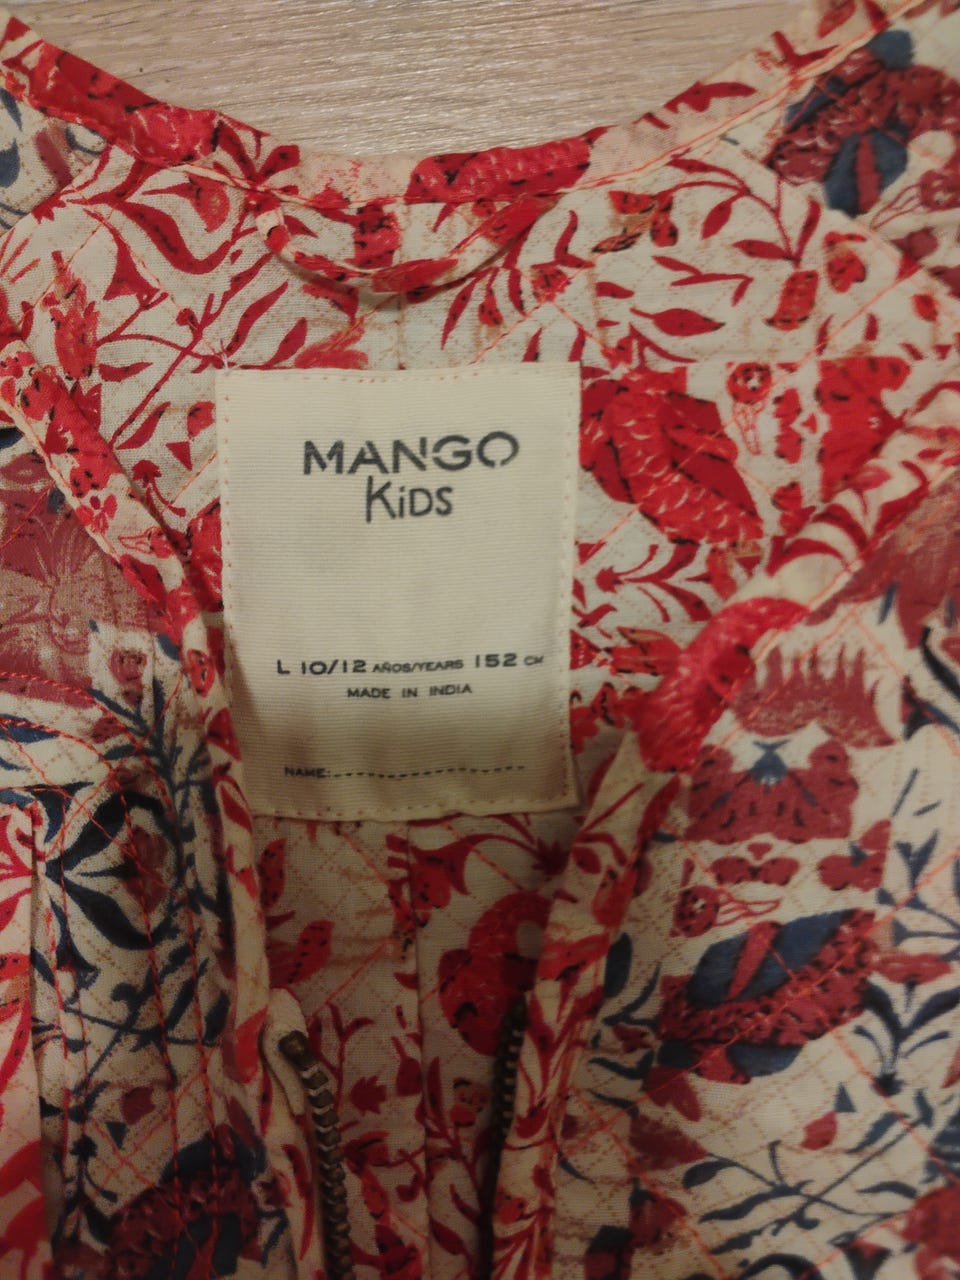 MANGO
KiDS
L 10/12 AÑOS/YEARS 152 CM
MADE IN INDIA
NAME: